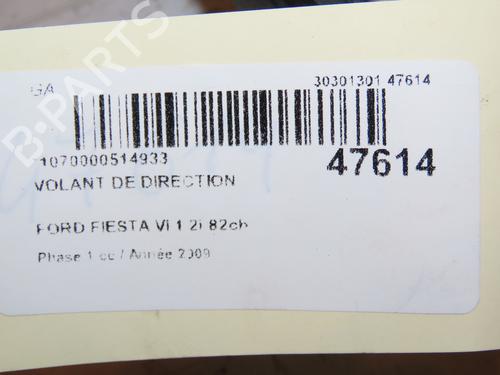 B-PARTS
GA
30301301 47614
1070000514933
47614
VOLANT DE DIRECTION
FORD FIESTA VI 1 2i 82ch
Phase 1 cc / Année 2009